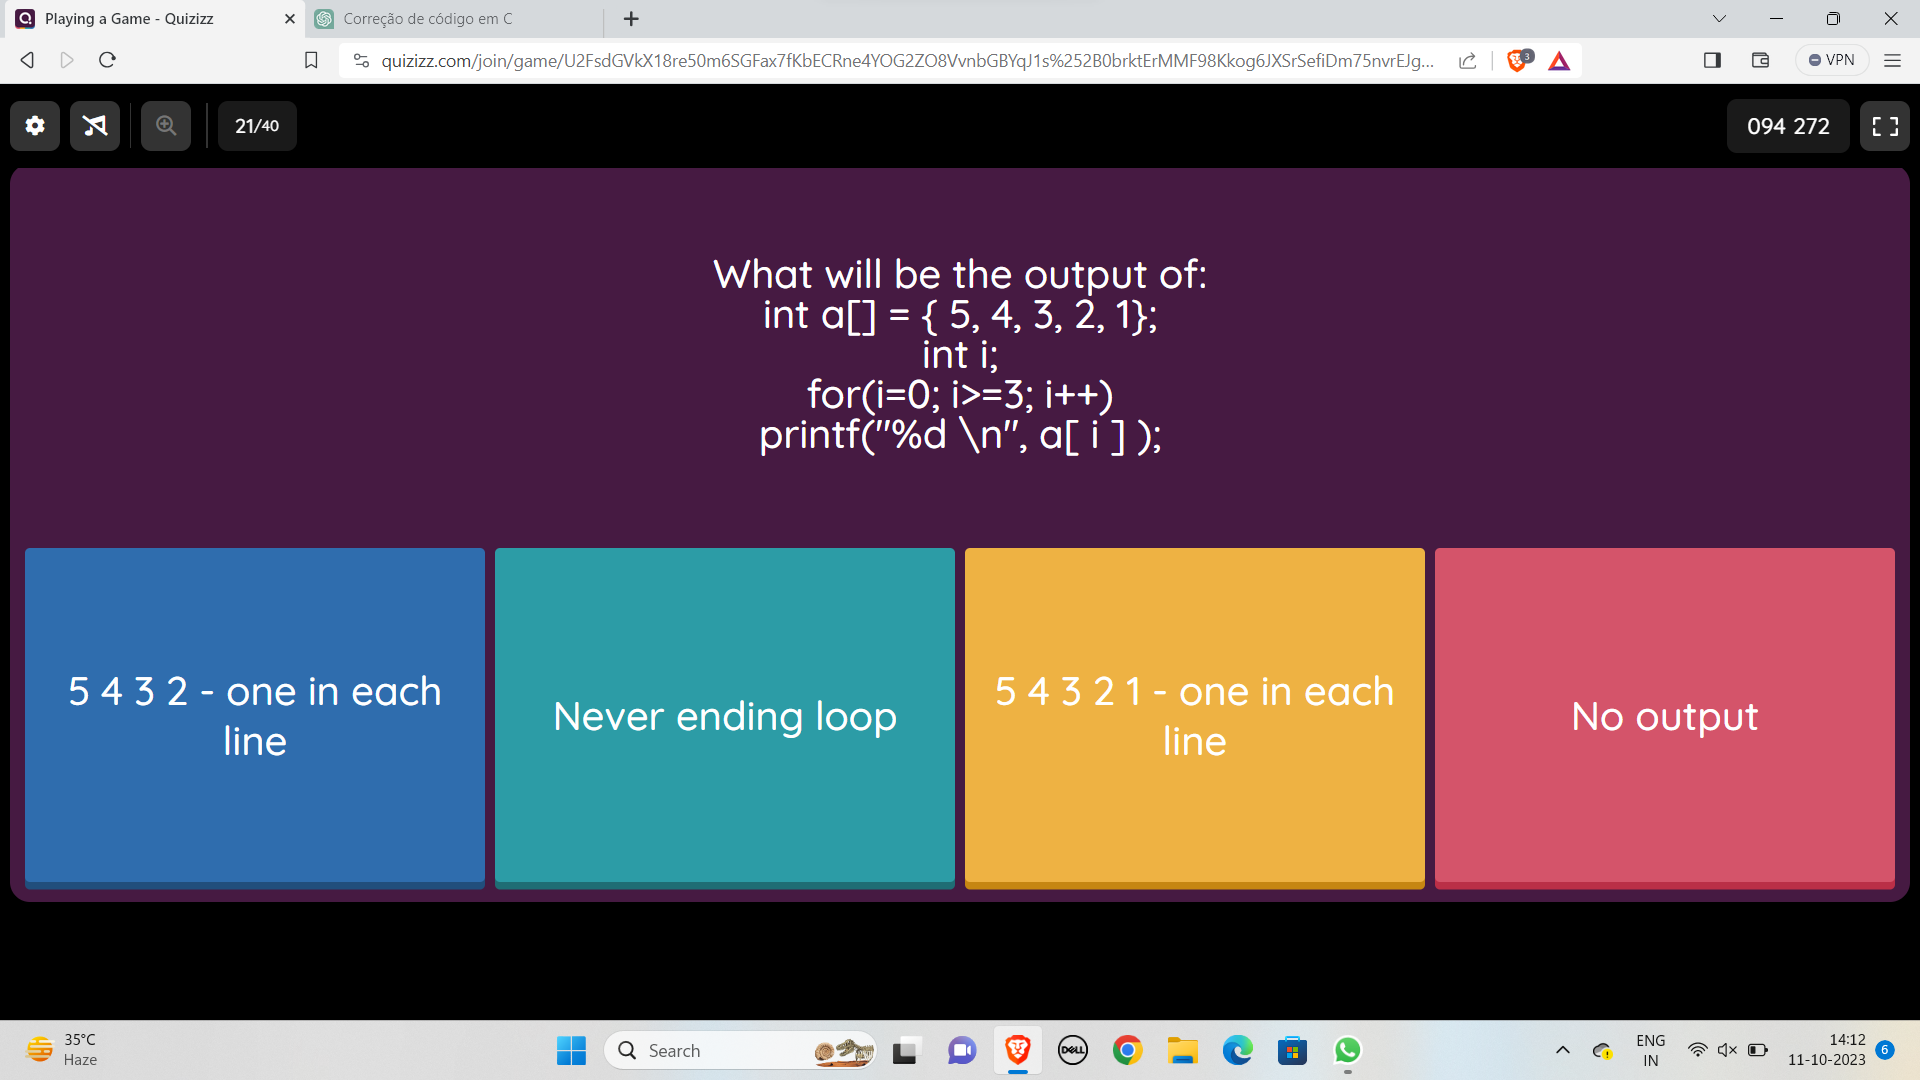 Playing a Game - Quizizz
Correção de código em C
quizizz.com/join/game/U2FsdGVkX18re50m6SGFax7fKbECRne4YOG2ZO8VvnbGBYqJ1s%252B0brktErMMF98Kkog6JXSrSefiDm75nvrEJg...
3
VPN
21/40
094 272
What will be the output of:
int a[] = { 5, 4, 3, 2, 1};
int i;
for(i=0; i>=3; i++)
printf("%d \n", a[ i ] );
5 4 3 2 - one in each
line
Never ending loop
5 4 3 2 1 - one in each
line
No output
35°C
Haze
Search
DELL
ENG
IN
14:12
11-10-2023
6